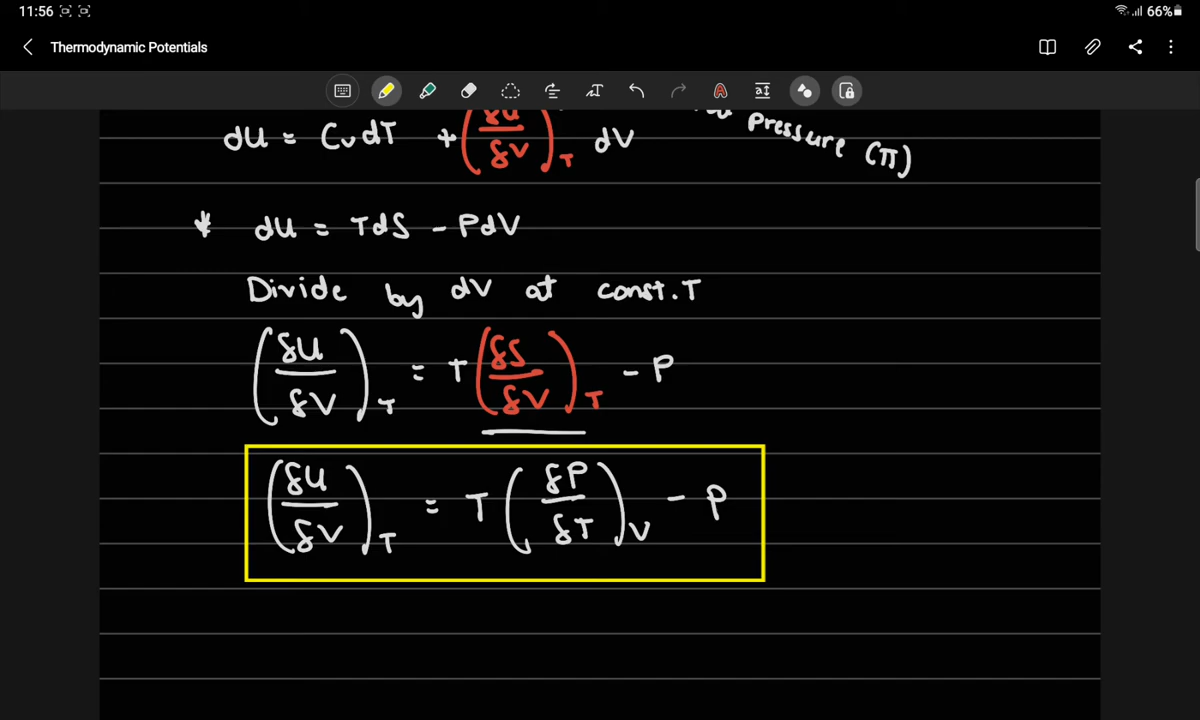 11:56 66%
Thermodynamic Potentials
dU = CvdT + (δU/δV)T dV Pressure (π)
* dU = TdS - PdV
Divide by dV at const. T
(δU/δV)T = T(δS/δV)T - P
(δU/δV)T = T(δP/δT)V - P